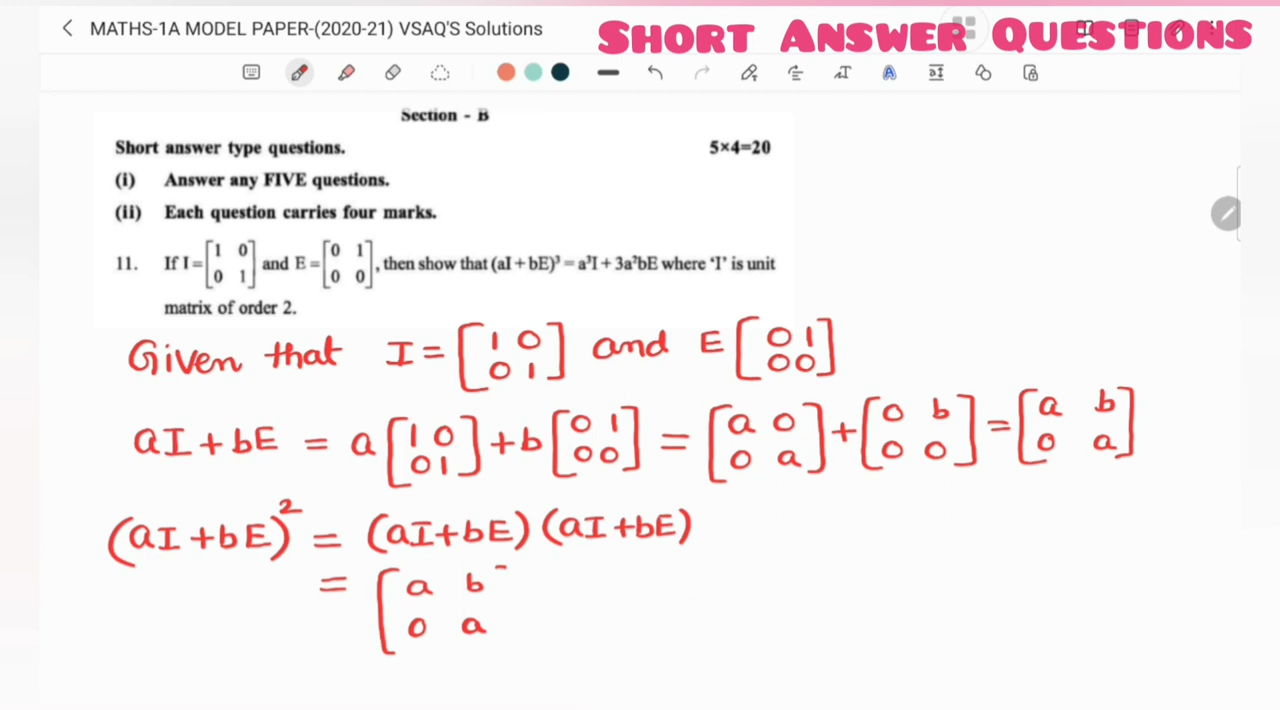 MATHS-1A MODEL PAPER-(2020-21) VSAQ'S Solutions
SHORT ANSWER QUESTIONS
Section - B
Short answer type questions. 5×4=20
(i) Answer any FIVE questions.
(ii) Each question carries four marks.
11. If I = [1 0 0 1] and E = [0 1 0 0], then show that (aI + bE)³ = a³I + 3a²bE where 'I' is unit
matrix of order 2.
Given that I = [1 0 0 1] and E [0 1 0 0]
aI + bE = a [1 0 0 1] + b [0 1 0 0] = [a 0 0 a] + [0 b 0 0] = [a b 0 a]
(aI + bE)² = (aI + bE) (aI + bE)
= [a b
0 a